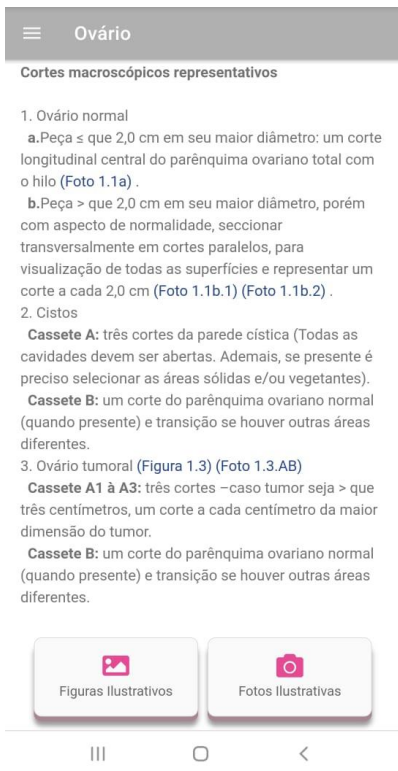 Ovário
Cortes macroscópicos representativos
1. Ovário normal
a.Peça ≤ que 2,0 cm em seu maior diâmetro: um corte
longitudinal central do parênquima ovariano total com
o hilo (Foto 1.1a) .
b.Peça > que 2,0 cm em seu maior diâmetro, porém
com aspecto de normalidade, seccionar
transversalmente em cortes paralelos, para
visualização de todas as superfícies e representar um
corte a cada 2,0 cm (Foto 1.1b.1) (Foto 1.1b.2) .
2. Cistos
Cassete A: três cortes da parede cística (Todas as
cavidades devem ser abertas. Ademais, se presente é
preciso selecionar as áreas sólidas e/ou vegetantes).
Cassete B: um corte do parênquima ovariano normal
(quando presente) e transição se houver outras áreas
diferentes.
3. Ovário tumoral (Figura 1.3) (Foto 1.3.AB)
Cassete A1 à A3: três cortes –caso tumor seja > que
três centímetros, um corte a cada centímetro da maior
dimensão do tumor.
Cassete B: um corte do parênquima ovariano normal
(quando presente) e transição se houver outras áreas
diferentes.
Figuras Ilustrativos
Fotos Ilustrativas